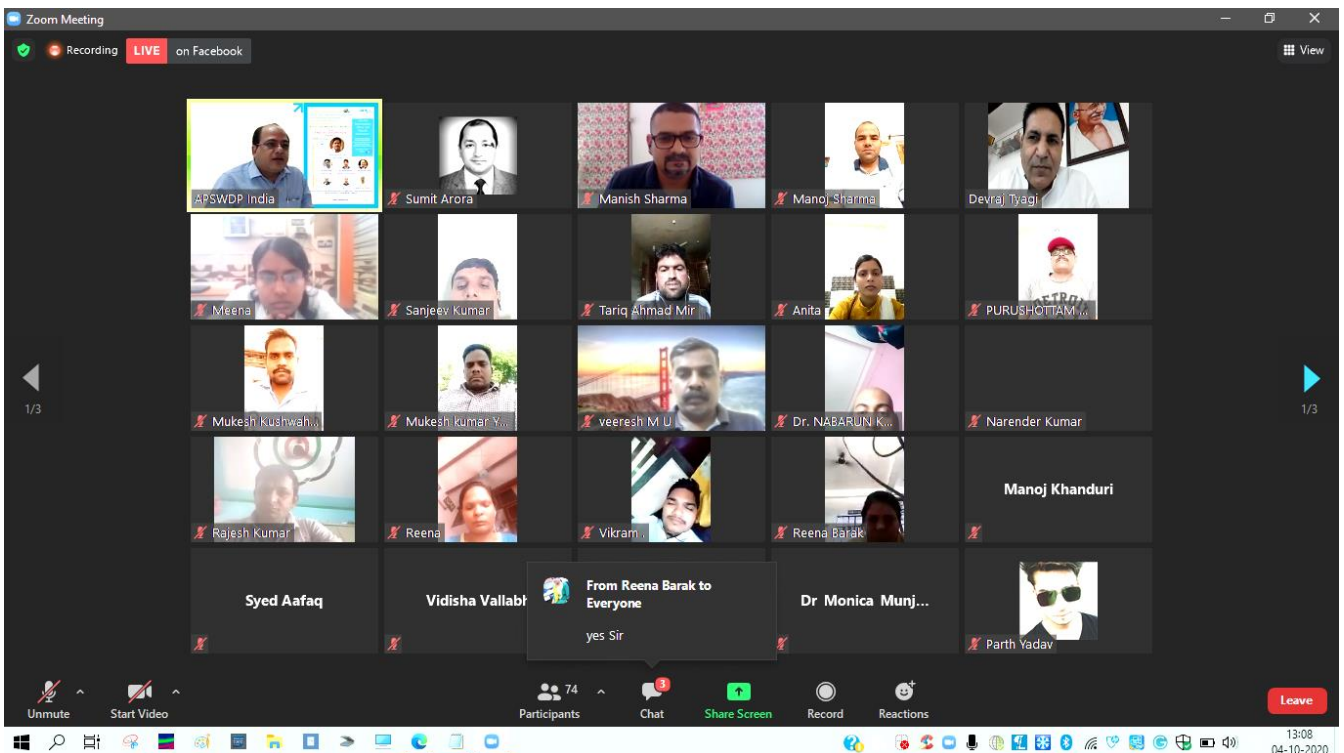 Zoom Meeting
Recording
LIVE
on Facebook
View
APSWDP India
Sumit Arora
Manish Sharma
Manoj Sharma
Devraj Tyagi
Meena
Sanjeev Kumar
Tariq Ahmad Mir
Anita
PURUSHOTTAM ...
Mukesh Kushwah...
Mukesh kumar Y...
veeresh M U
Dr. NABARUN K...
Narender Kumar
1/3
1/3
Rajesh Kumar
Reena
Vikram .
Reena Barak
Manoj Khanduri
Syed Aafaq
Vidisha Vallabh
From Reena Barak to
Everyone
yes Sir
Dr Monica Munj...
Parth Yadav
Unmute
Start Video
74
Participants
3
Chat
Share Screen
Record
Reactions
Leave
13:08
04-10-2020